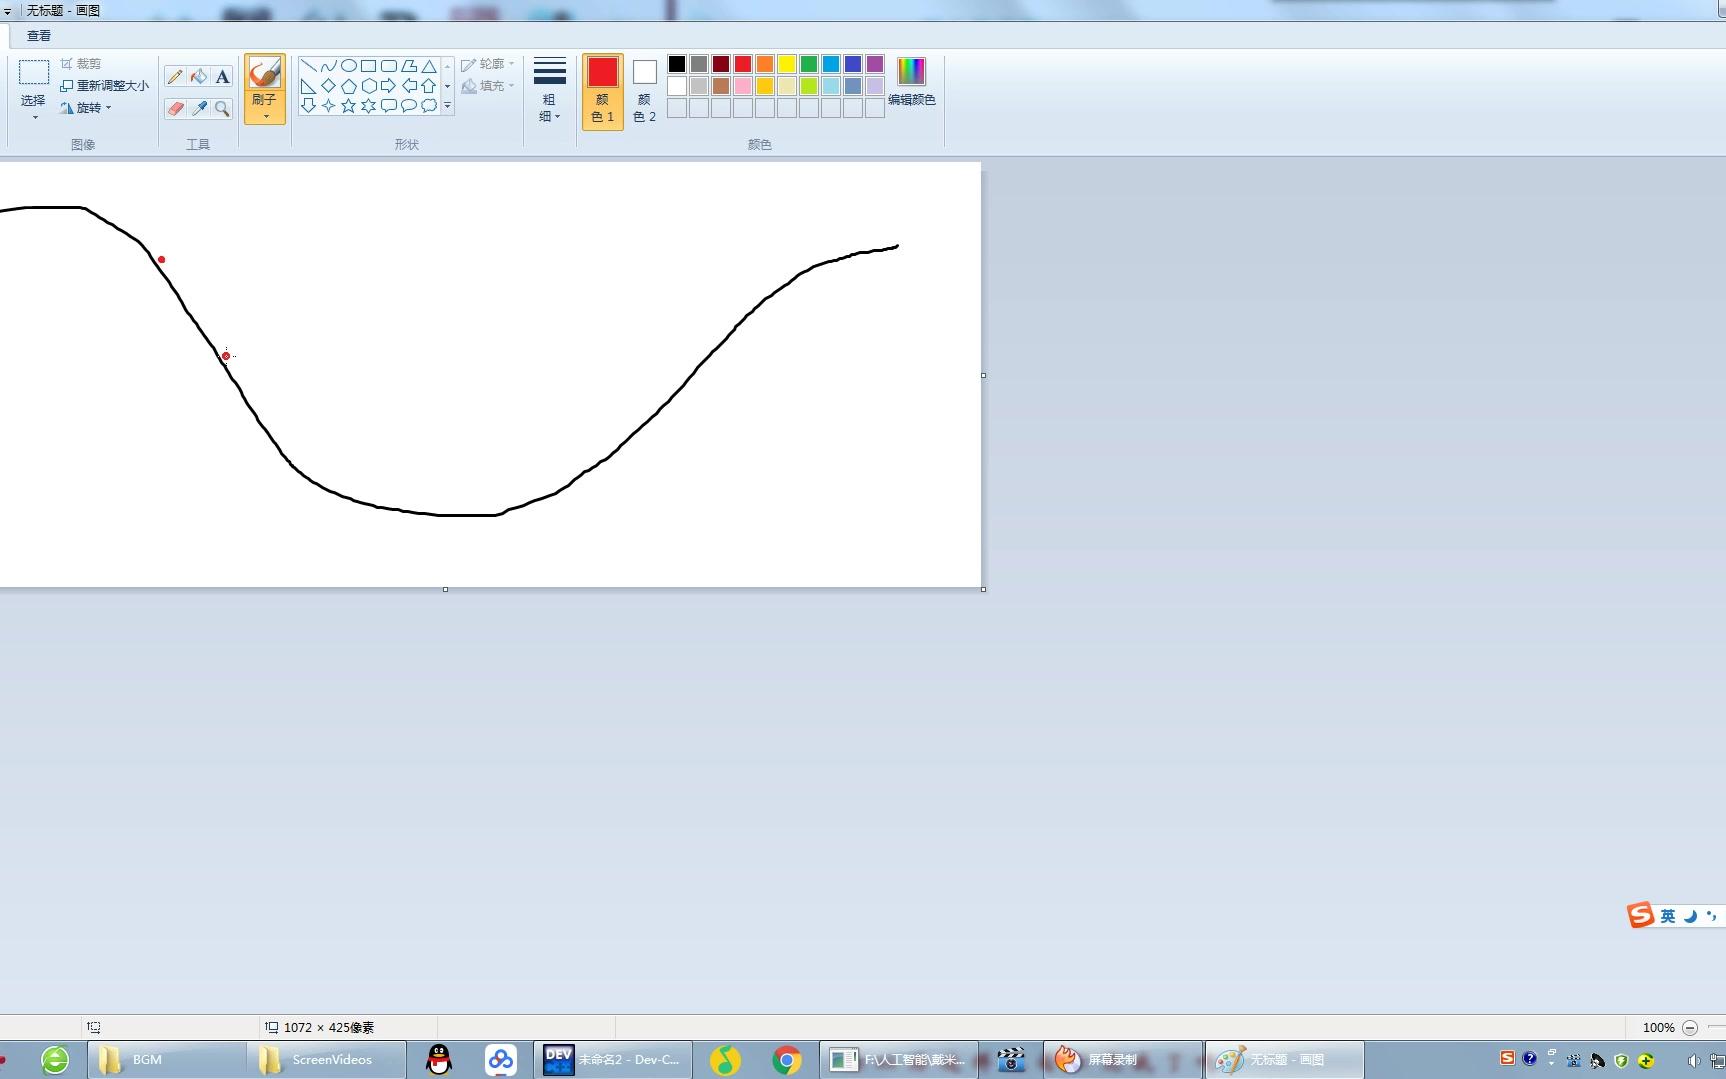 无标题 - 画图
查看
选择
裁剪
重新调整大小
旋转
图像
A
工具
刷子
形状
轮廓
填充
粗
细
颜
色 1
颜
色 2
编辑颜色
颜色
英
1072 × 425像素
100%
BGM
ScreenVideos
DEV
C++
未命名2 - Dev-C...
F:\人工智能\戴米...
屏幕录制
无标题 - 画图